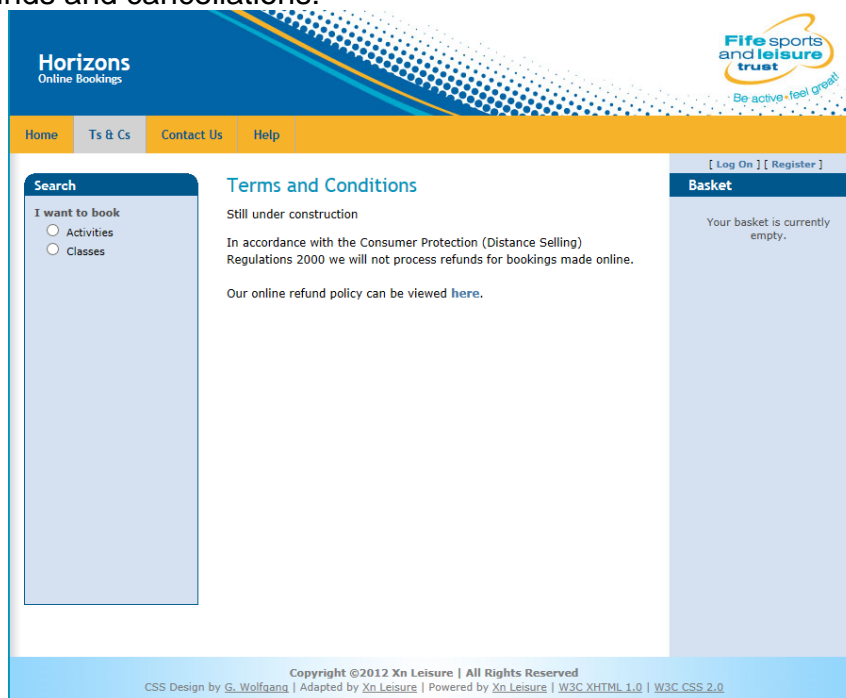 nds and cancellations.
Horizons
Online Bookings
Fife sports
and leisure
trust
Be active • feel great!
Home Ts & Cs Contact Us Help
[ Log On ] [ Register ]
Search
I want to book
Activities
Classes
Terms and Conditions
Still under construction
In accordance with the Consumer Protection (Distance Selling)
Regulations 2000 we will not process refunds for bookings made online.
Our online refund policy can be viewed here.
Basket
Your basket is currently
empty.
Copyright ©2012 Xn Leisure | All Rights Reserved
CSS Design by G. Wolfgang | Adapted by Xn Leisure | Powered by Xn Leisure | W3C XHTML 1.0 | W3C CSS 2.0